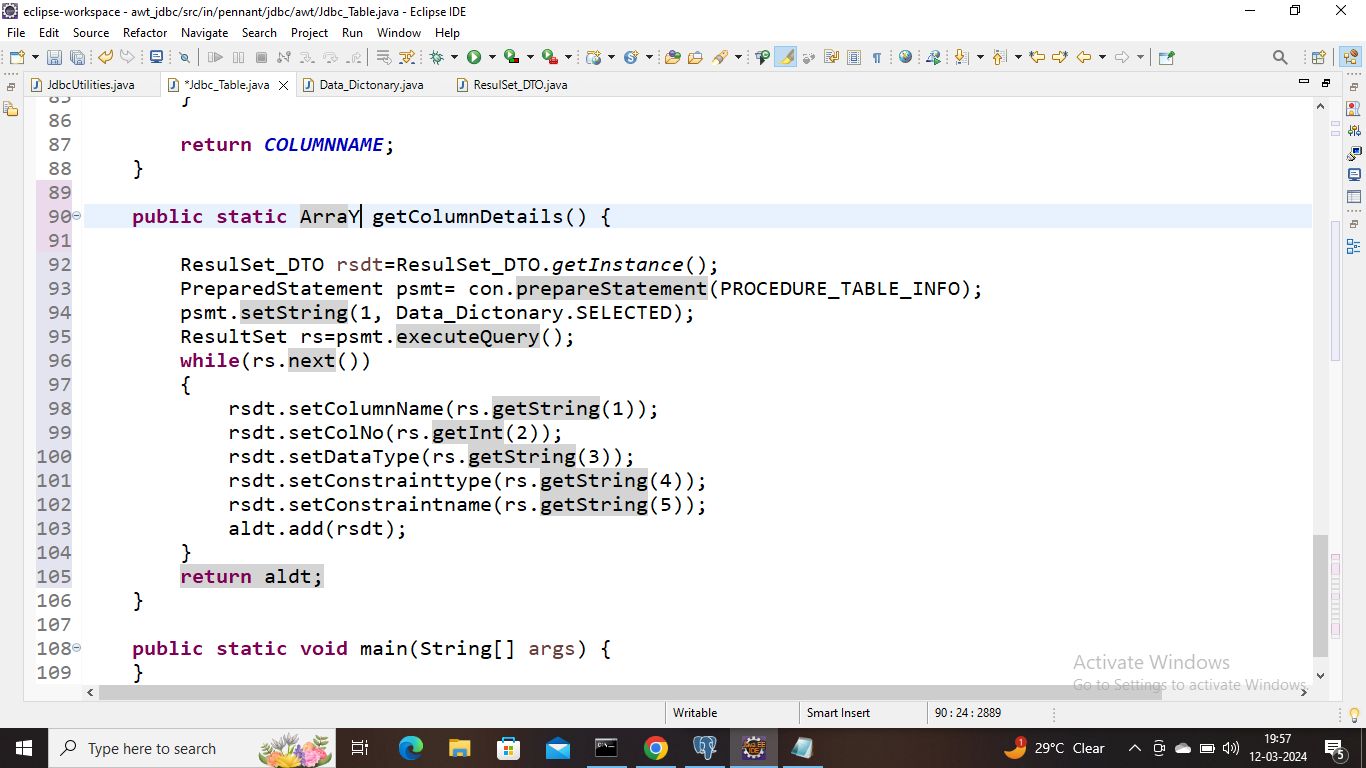 eclipse-workspace - awt_jdbc/src/in/pennant/jdbc/awt/Jdbc_Table.java - Eclipse IDE
File Edit Source Refactor Navigate Search Project Run Window Help
JdbcUtilities.java *Jdbc_Table.java Data_Dictonary.java ResulSet_DTO.java
85 }
86
87 return COLUMNNAME;
88 }
89
90 public static ArraY getColumnDetails() {
91
92 ResulSet_DTO rsdt=ResulSet_DTO.getInstance();
93 PreparedStatement psmt= con.prepareStatement(PROCEDURE_TABLE_INFO);
94 psmt.setString(1, Data_Dictonary.SELECTED);
95 ResultSet rs=psmt.executeQuery();
96 while(rs.next())
97 {
98 rsdt.setColumnName(rs.getString(1));
99 rsdt.setColNo(rs.getInt(2));
100 rsdt.setDataType(rs.getString(3));
101 rsdt.setConstrainttype(rs.getString(4));
102 rsdt.setConstraintname(rs.getString(5));
103 aldt.add(rsdt);
104 }
105 return aldt;
106 }
107
108 public static void main(String[] args) {
109 }
Activate Windows
Go to Settings to activate Windows.
Writable Smart Insert 90 : 24 : 2889
Type here to search 29°C Clear 19:57
12-03-2024 5